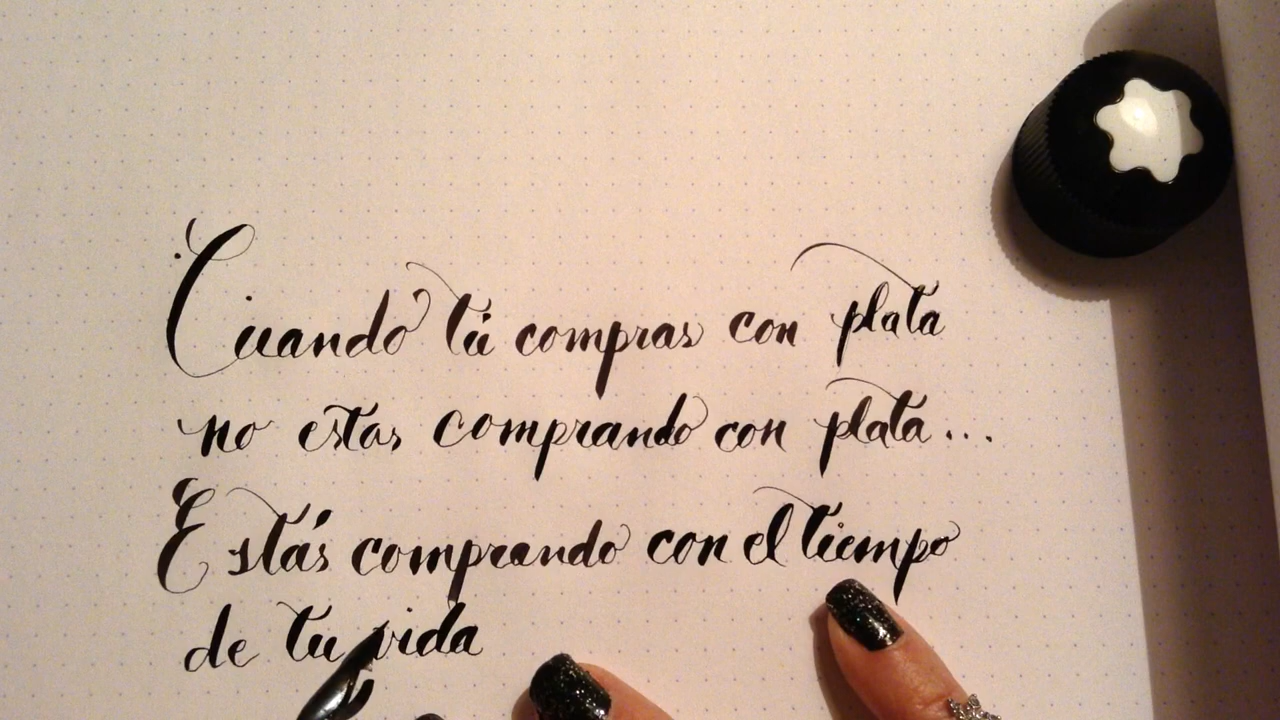 Cuando tú compras con plata
no estas comprando con plata...
Estás comprando con el tiempo
de tu vida